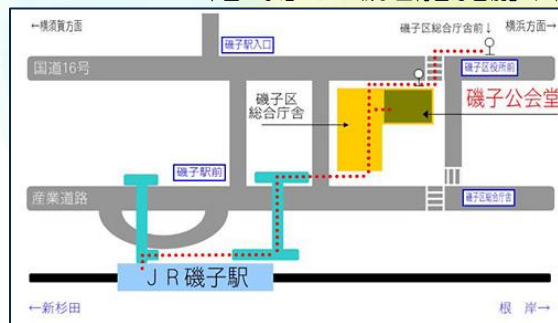 ←横須賀方面
磯子駅入口
磯子区総合庁舎前↓
横浜方面→
国道16号
磯子区役所前
磯子区
総合庁舎
磯子公会堂
磯子駅前
産業道路
磯子区総合庁舎
JR磯子駅
←新杉田
根 岸→